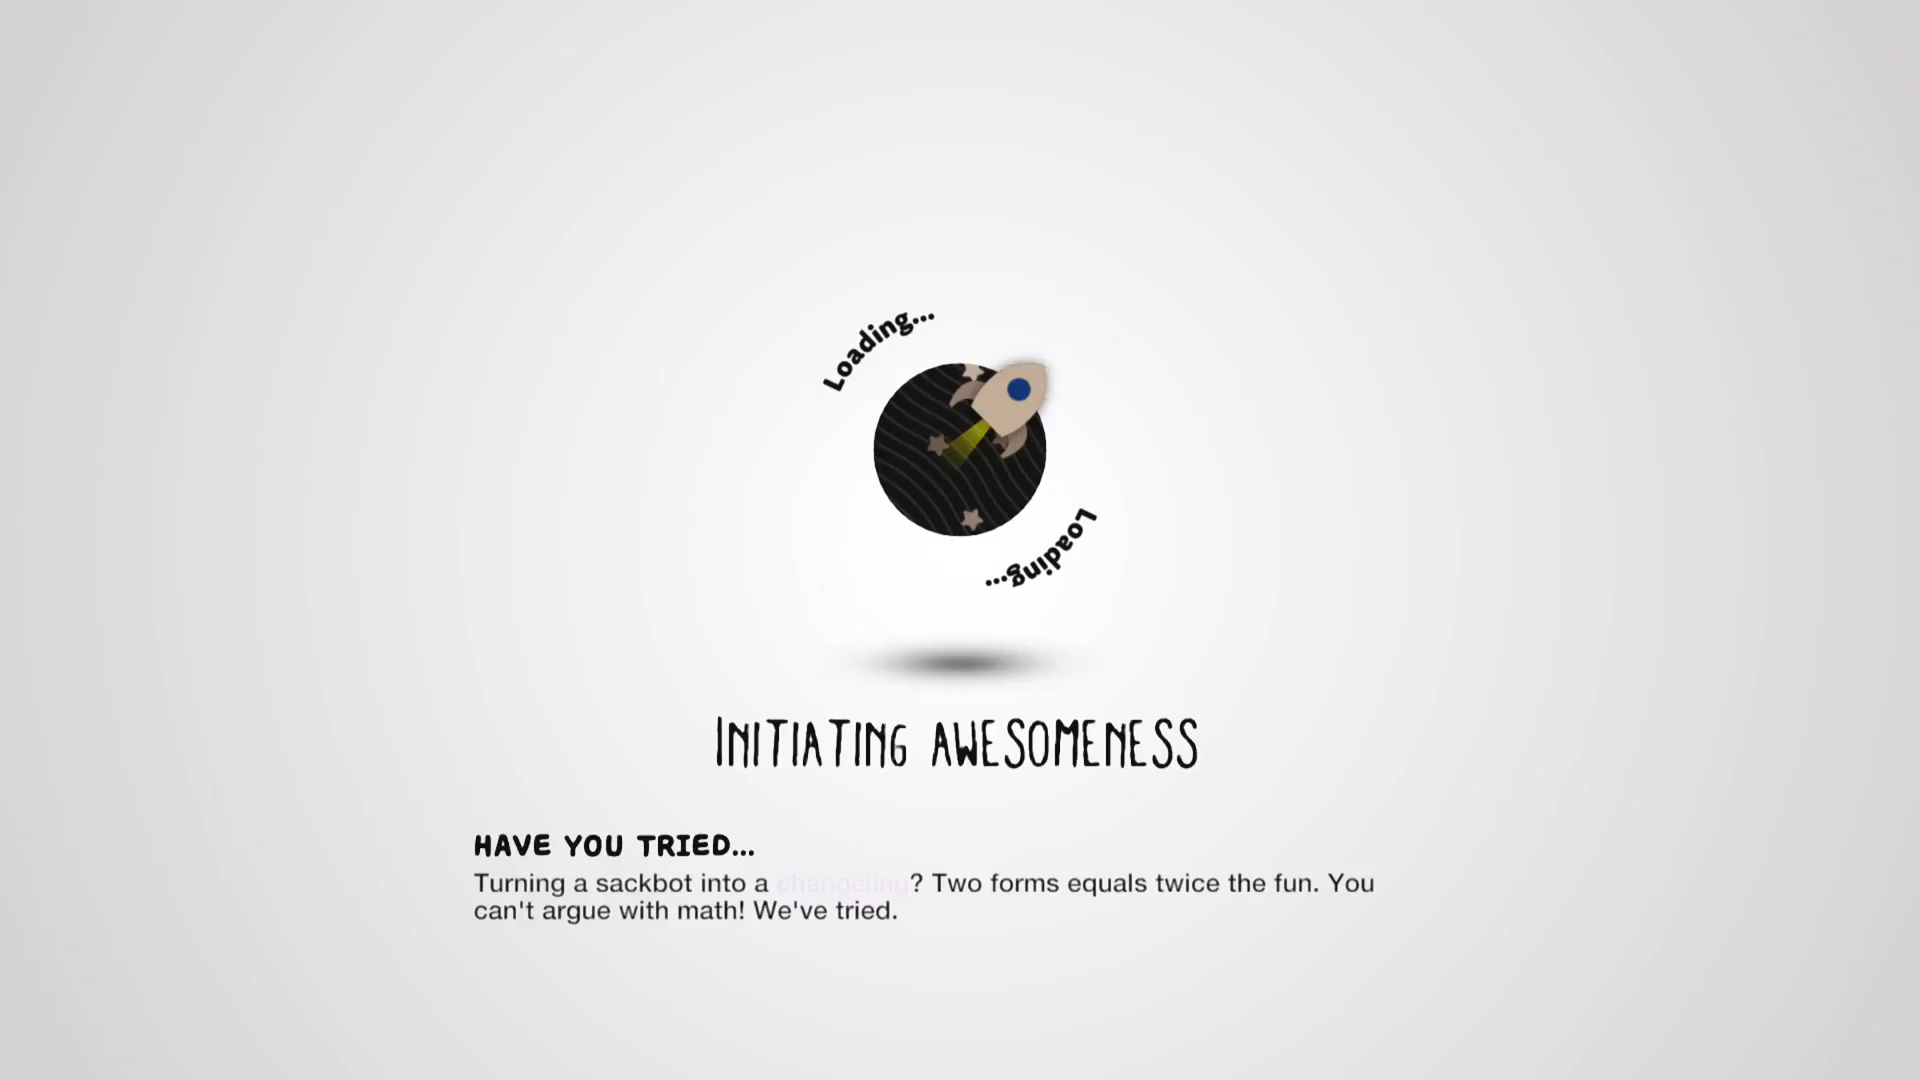 Loading...
Loading...
INITIATING AWESOMENESS
HAVE YOU TRIED...
Turning a sackbot into a changeling? Two forms equals twice the fun. You
can't argue with math! We've tried.